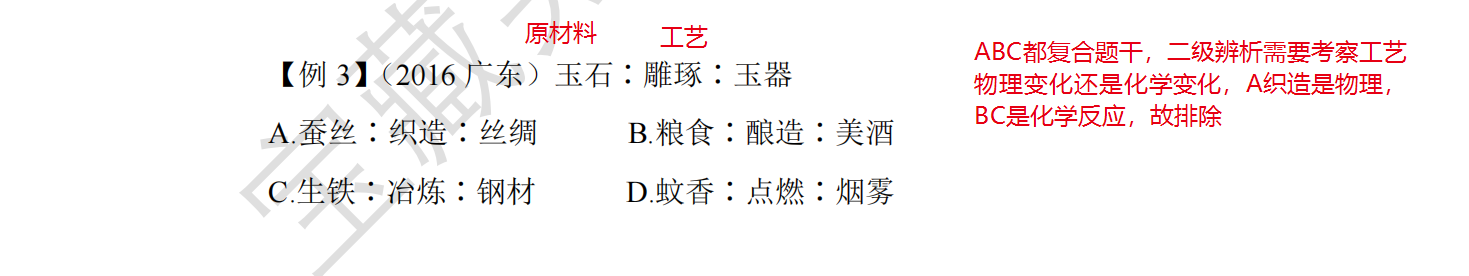 原材料 工艺
【例 3】（2016 广东）玉石∶雕琢∶玉器
A.蚕丝∶织造∶丝绸 B.粮食∶酿造∶美酒
C.生铁∶冶炼∶钢材 D.蚊香∶点燃∶烟雾
ABC都复合题干，二级辨析需要考察工艺
物理变化还是化学变化，A织造是物理，
BC是化学反应，故排除
宝藏